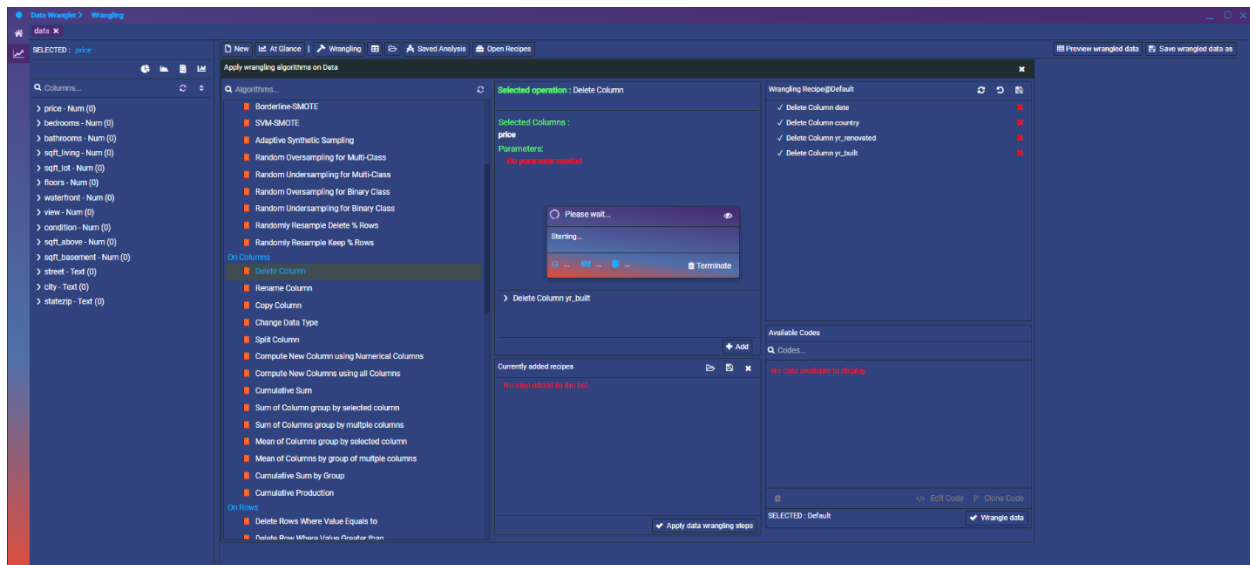 Data Wrangler > Wrangling
data ×
SELECTED : price
New At Glance | Wrangling Saved Analysis Open Recipes
Preview wrangled data Save wrangled data as
Columns...
price - Num (0)
bedrooms - Num (0)
bathrooms - Num (0)
sqft_living - Num (0)
sqft_lot - Num (0)
floors - Num (0)
waterfront - Num (0)
view - Num (0)
condition - Num (0)
sqft_above - Num (0)
sqft_basement - Num (0)
street - Text (0)
city - Text (0)
statezip - Text (0)
Apply wrangling algorithms on Data
Algorithms...
Borderline-SMOTE
SVM-SMOTE
Adaptive Synthetic Sampling
Random Oversampling for Multi-Class
Random Undersampling for Multi-Class
Random Oversampling for Binary Class
Random Undersampling for Binary Class
Randomly Resample Delete % Rows
Randomly Resample Keep % Rows
On Columns
Delete Column
Rename Column
Copy Column
Change Data Type
Split Column
Compute New Column using Numerical Columns
Compute New Columns using all Columns
Cumulative Sum
Sum of Column group by selected column
Sum of Columns group by multple columns
Mean of Columns group by selected column
Mean of Columns by group of multple columns
Cumulative Sum by Group
Cumulative Production
On Rows
Delete Rows Where Value Equals to
Delete Row Where Value Greater than
Selected operation : Delete Column
Selected Columns :
price
Parameters:
No parameter needed
Please wait...
Starting...
... ... ... Terminate
Delete Column yr_built
Add
Currently added recipes
No step added to the list
Apply data wrangling steps
Wrangling Recipe@Default
Delete Column date
Delete Column country
Delete Column yr_renovated
Delete Column yr_built
Available Codes
Codes...
No data available to display
Edit Code Clone Code
SELECTED : Default Wrangle data